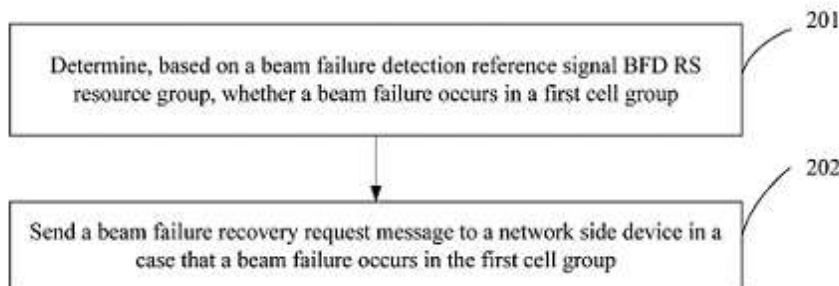 201
Determine, based on a beam failure detection reference signal BFD RS
resource group, whether a beam failure occurs in a first cell group
202
Send a beam failure recovery request message to a network side device in a
case that a beam failure occurs in the first cell group